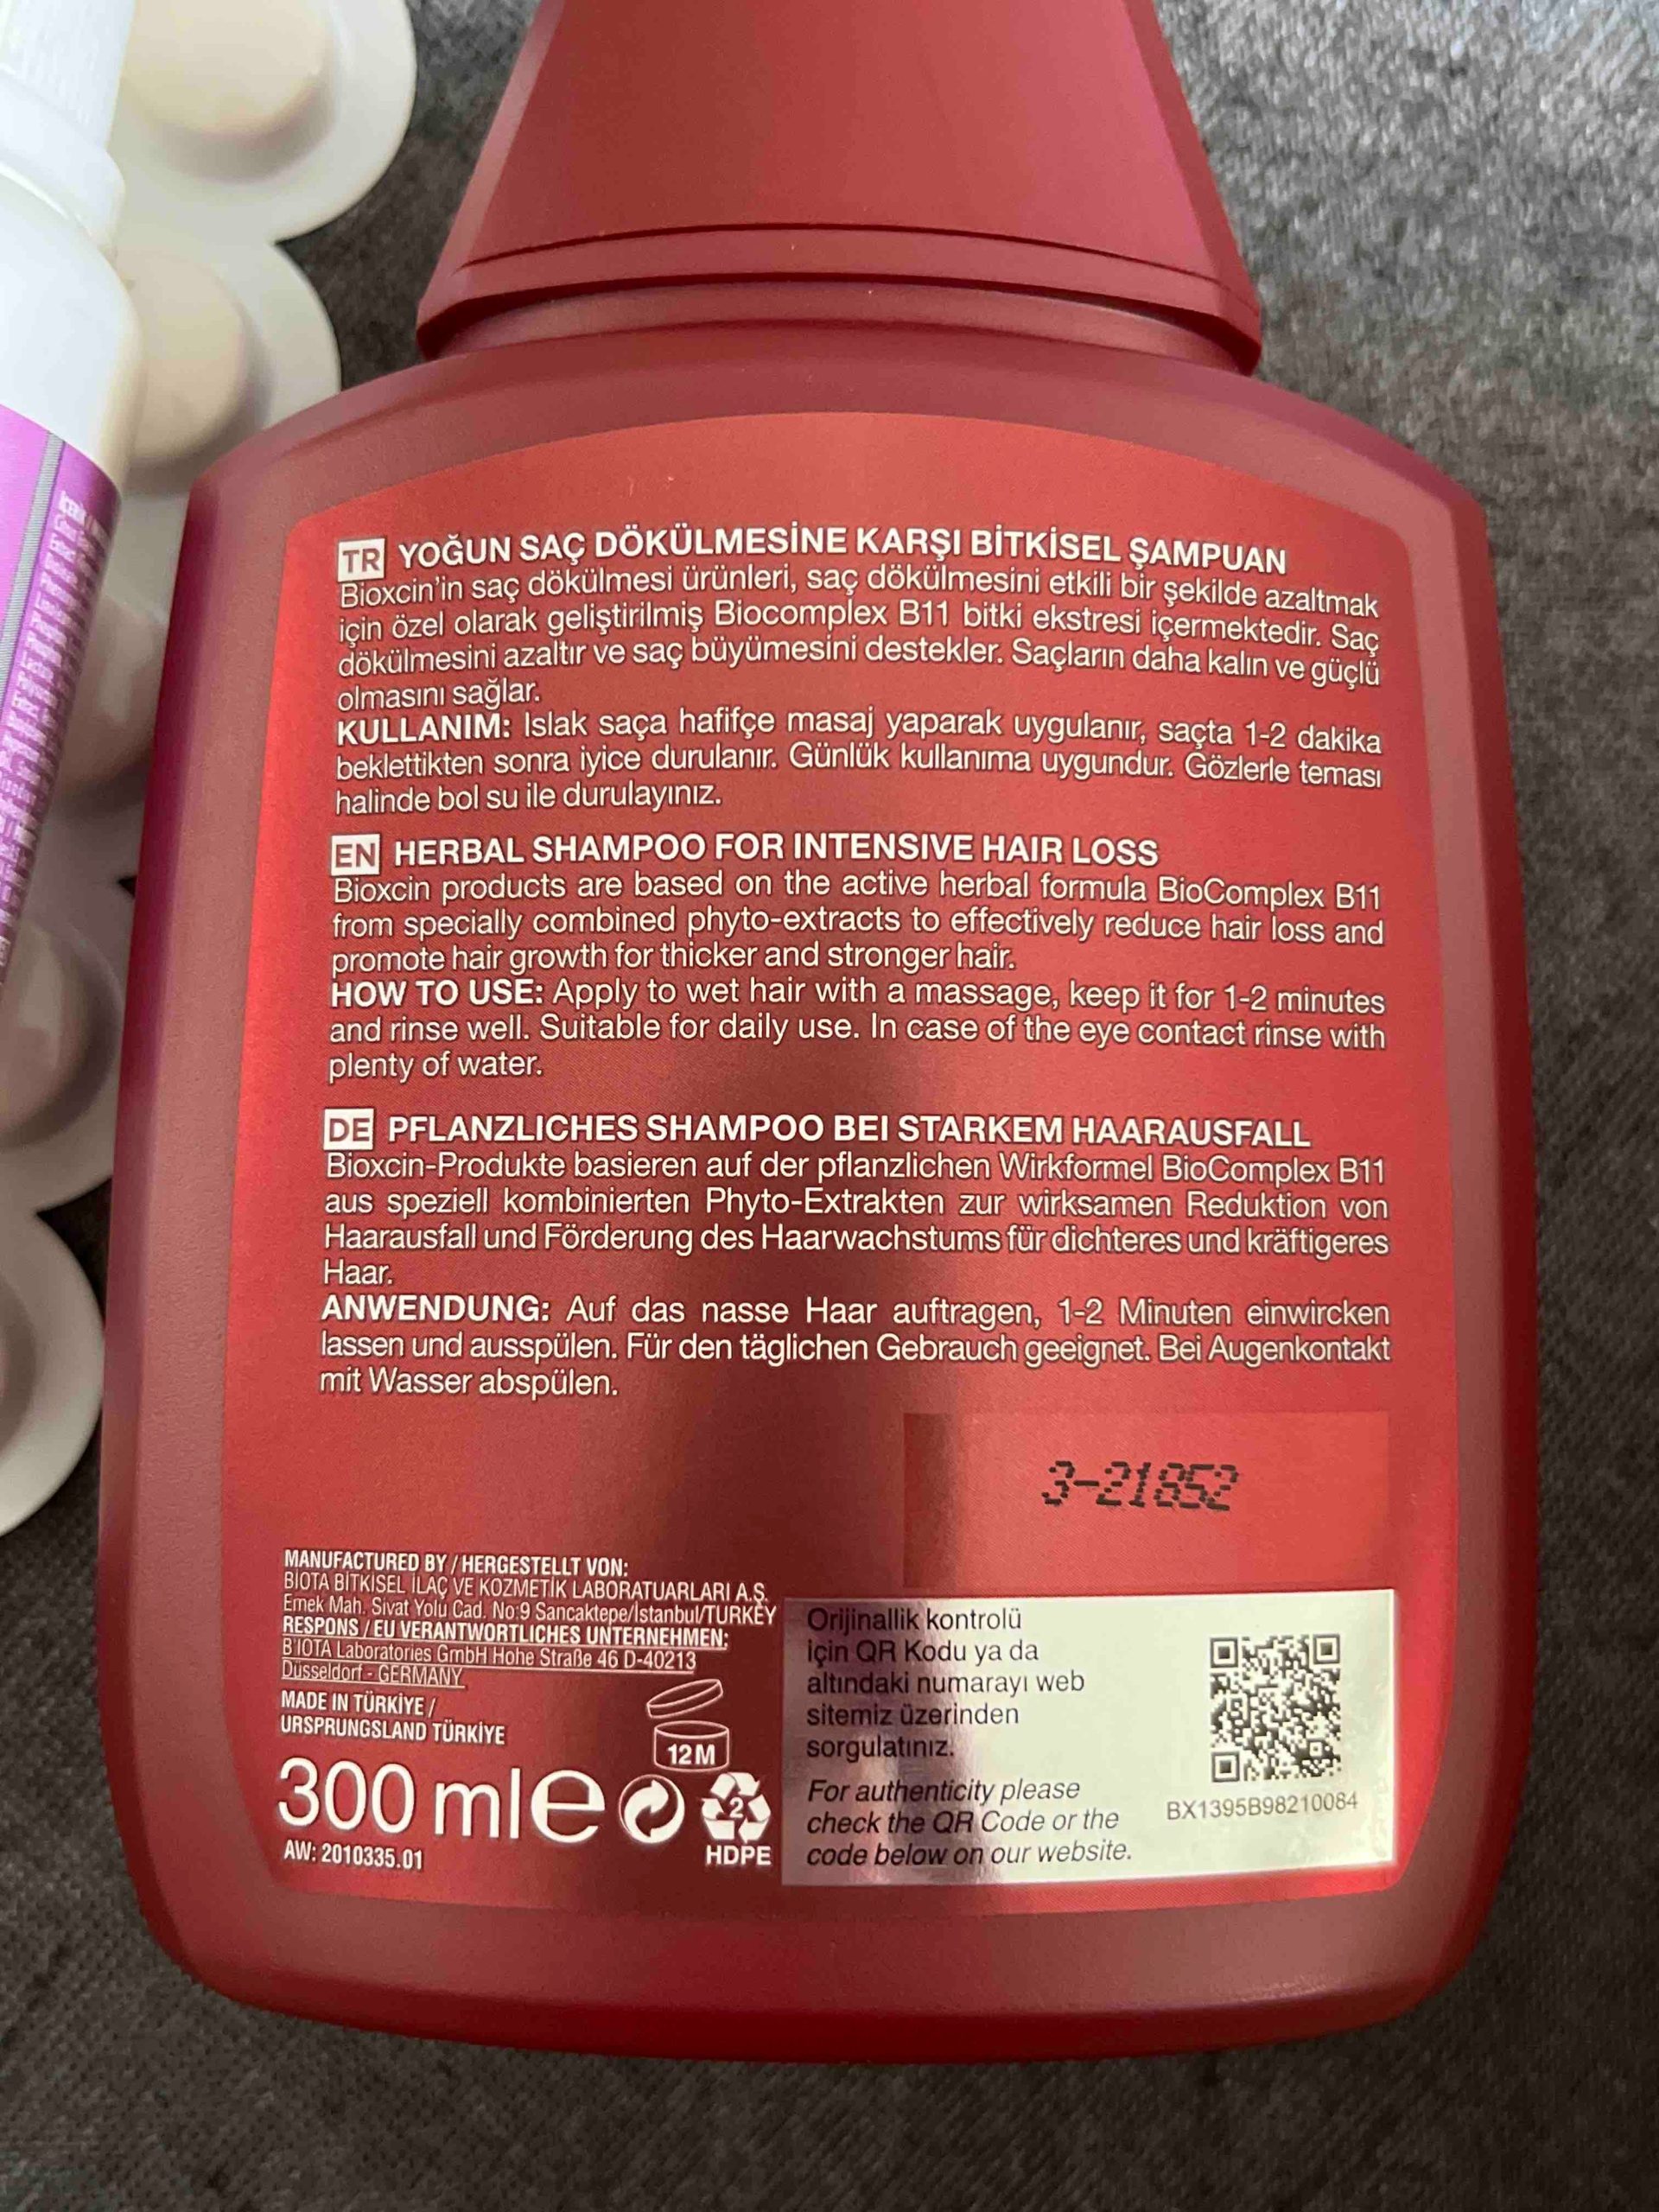 TR YOĞUN SAÇ DÖKÜLMESİNE KARŞI BİTKİSEL ŞAMPUAN
Bioxcin'in saç dökülmesi ürünleri, saç dökülmesini etkili bir şekilde azaltmak
için özel olarak geliştirilmiş Biocomplex B11 bitki ekstresi içermektedir. Saç
dökülmesini azaltır ve saç büyümesini destekler. Saçların daha kalın ve güçlü
olmasını sağlar.
KULLANIM: Islak saça hafifçe masaj yaparak uygulanır, saçta 1-2 dakika
beklettikten sonra iyice durulanır. Günlük kullanıma uygundur. Gözlerle teması
halinde bol su ile durulayınız.
EN HERBAL SHAMPOO FOR INTENSIVE HAIR LOSS
Bioxcin products are based on the active herbal formula BioComplex B11
from specially combined phyto-extracts to effectively reduce hair loss and
promote hair growth for thicker and stronger hair.
HOW TO USE: Apply to wet hair with a massage, keep it for 1-2 minutes
and rinse well. Suitable for daily use. In case of the eye contact rinse with
plenty of water.
DE PFLANZLICHES SHAMPOO BEI STARKEM HAARAUSFALL
Bioxcin-Produkte basieren auf der pflanzlichen Wirkformel BioComplex B11
aus speziell kombinierten Phyto-Extrakten zur wirksamen Reduktion von
Haarausfall und Förderung des Haarwachstums für dichteres und kräftigeres
Haar.
ANWENDUNG: Auf das nasse Haar auftragen, 1-2 Minuten einwircken
lassen und ausspülen. Für den täglichen Gebrauch geeignet. Bei Augenkontakt
mit Wasser abspülen.
3-21852
MANUFACTURED BY / HERGESTELLT VON:
BIOTA BİTKİSEL İLAÇ VE KOZMETİK LABORATUARLARI A.Ş.
Emek Mah. Sivat Yolu Cad. No:9 Sancaktepe/İstanbul/TURKEY
RESPONS / EU VERANTWORTLICHES UNTERNEHMEN:
B'IOTA Laboratories GmbH Hohe Straße 46 D-40213
Düsseldorf - GERMANY
MADE IN TÜRKİYE /
URSPRUNGSLAND TÜRKİYE
12M
300 ml e
2
HDPE
AW: 2010335.01
Orijinallik kontrolü
için QR Kodu ya da
altındaki numarayı web
sitemiz üzerinden
sorgulatınız.
For authenticity please
check the QR Code or the
code below on our website.
BX1395B98210084